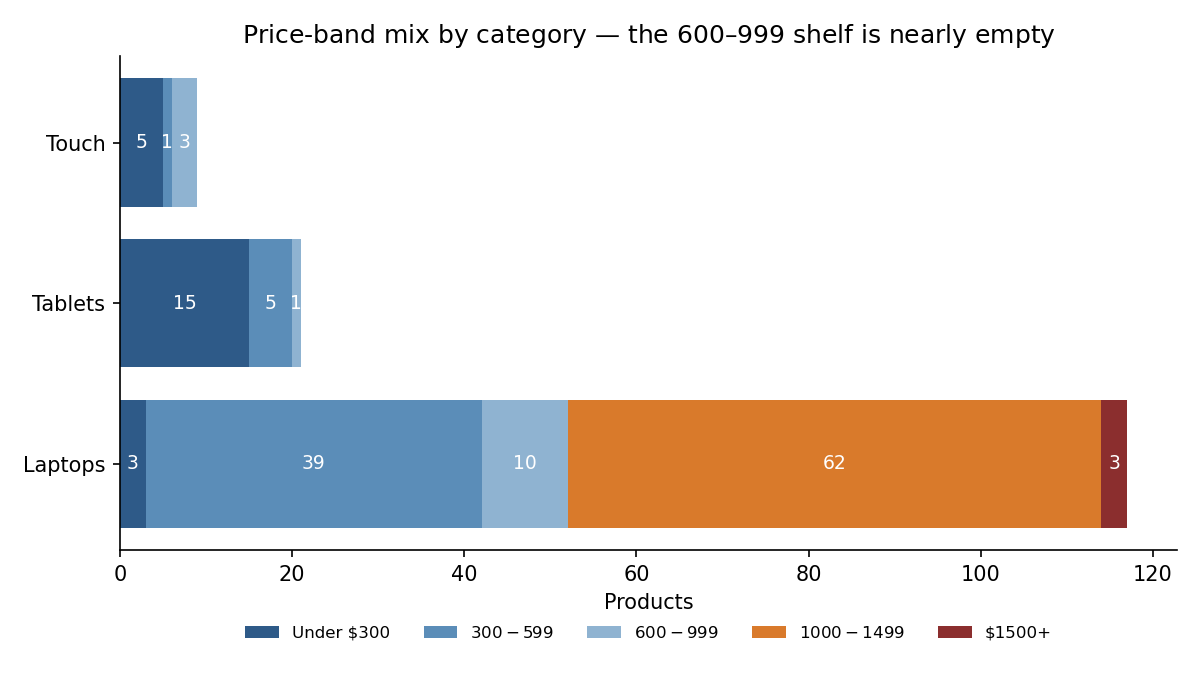 Price-band mix by category — the 600–999 shelf is nearly empty
Touch
5 1 3
Tablets
15 5 1
Laptops
3 39 10 62 3
0 20 40 60 80 100 120
Products
Under $300 300 − 599 600 − 999 1000 − 1499 $1500+